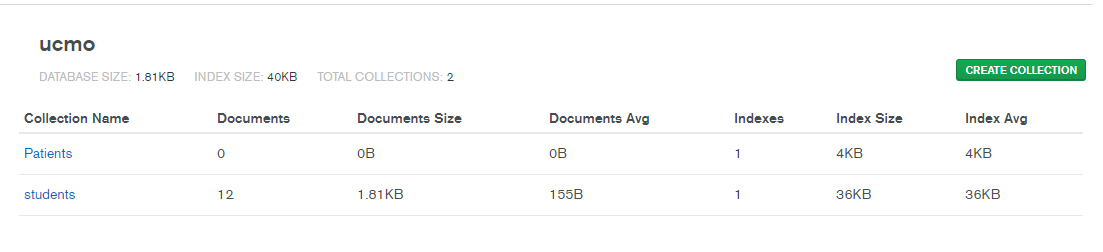 ucmo
DATABASE SIZE: 1.81KB INDEX SIZE: 40KB TOTAL COLLECTIONS: 2
CREATE COLLECTION
Collection Name Documents Documents Size Documents Avg Indexes Index Size Index Avg
Patients 0 0B 0B 1 4KB 4KB
students 12 1.81KB 155B 1 36KB 36KB